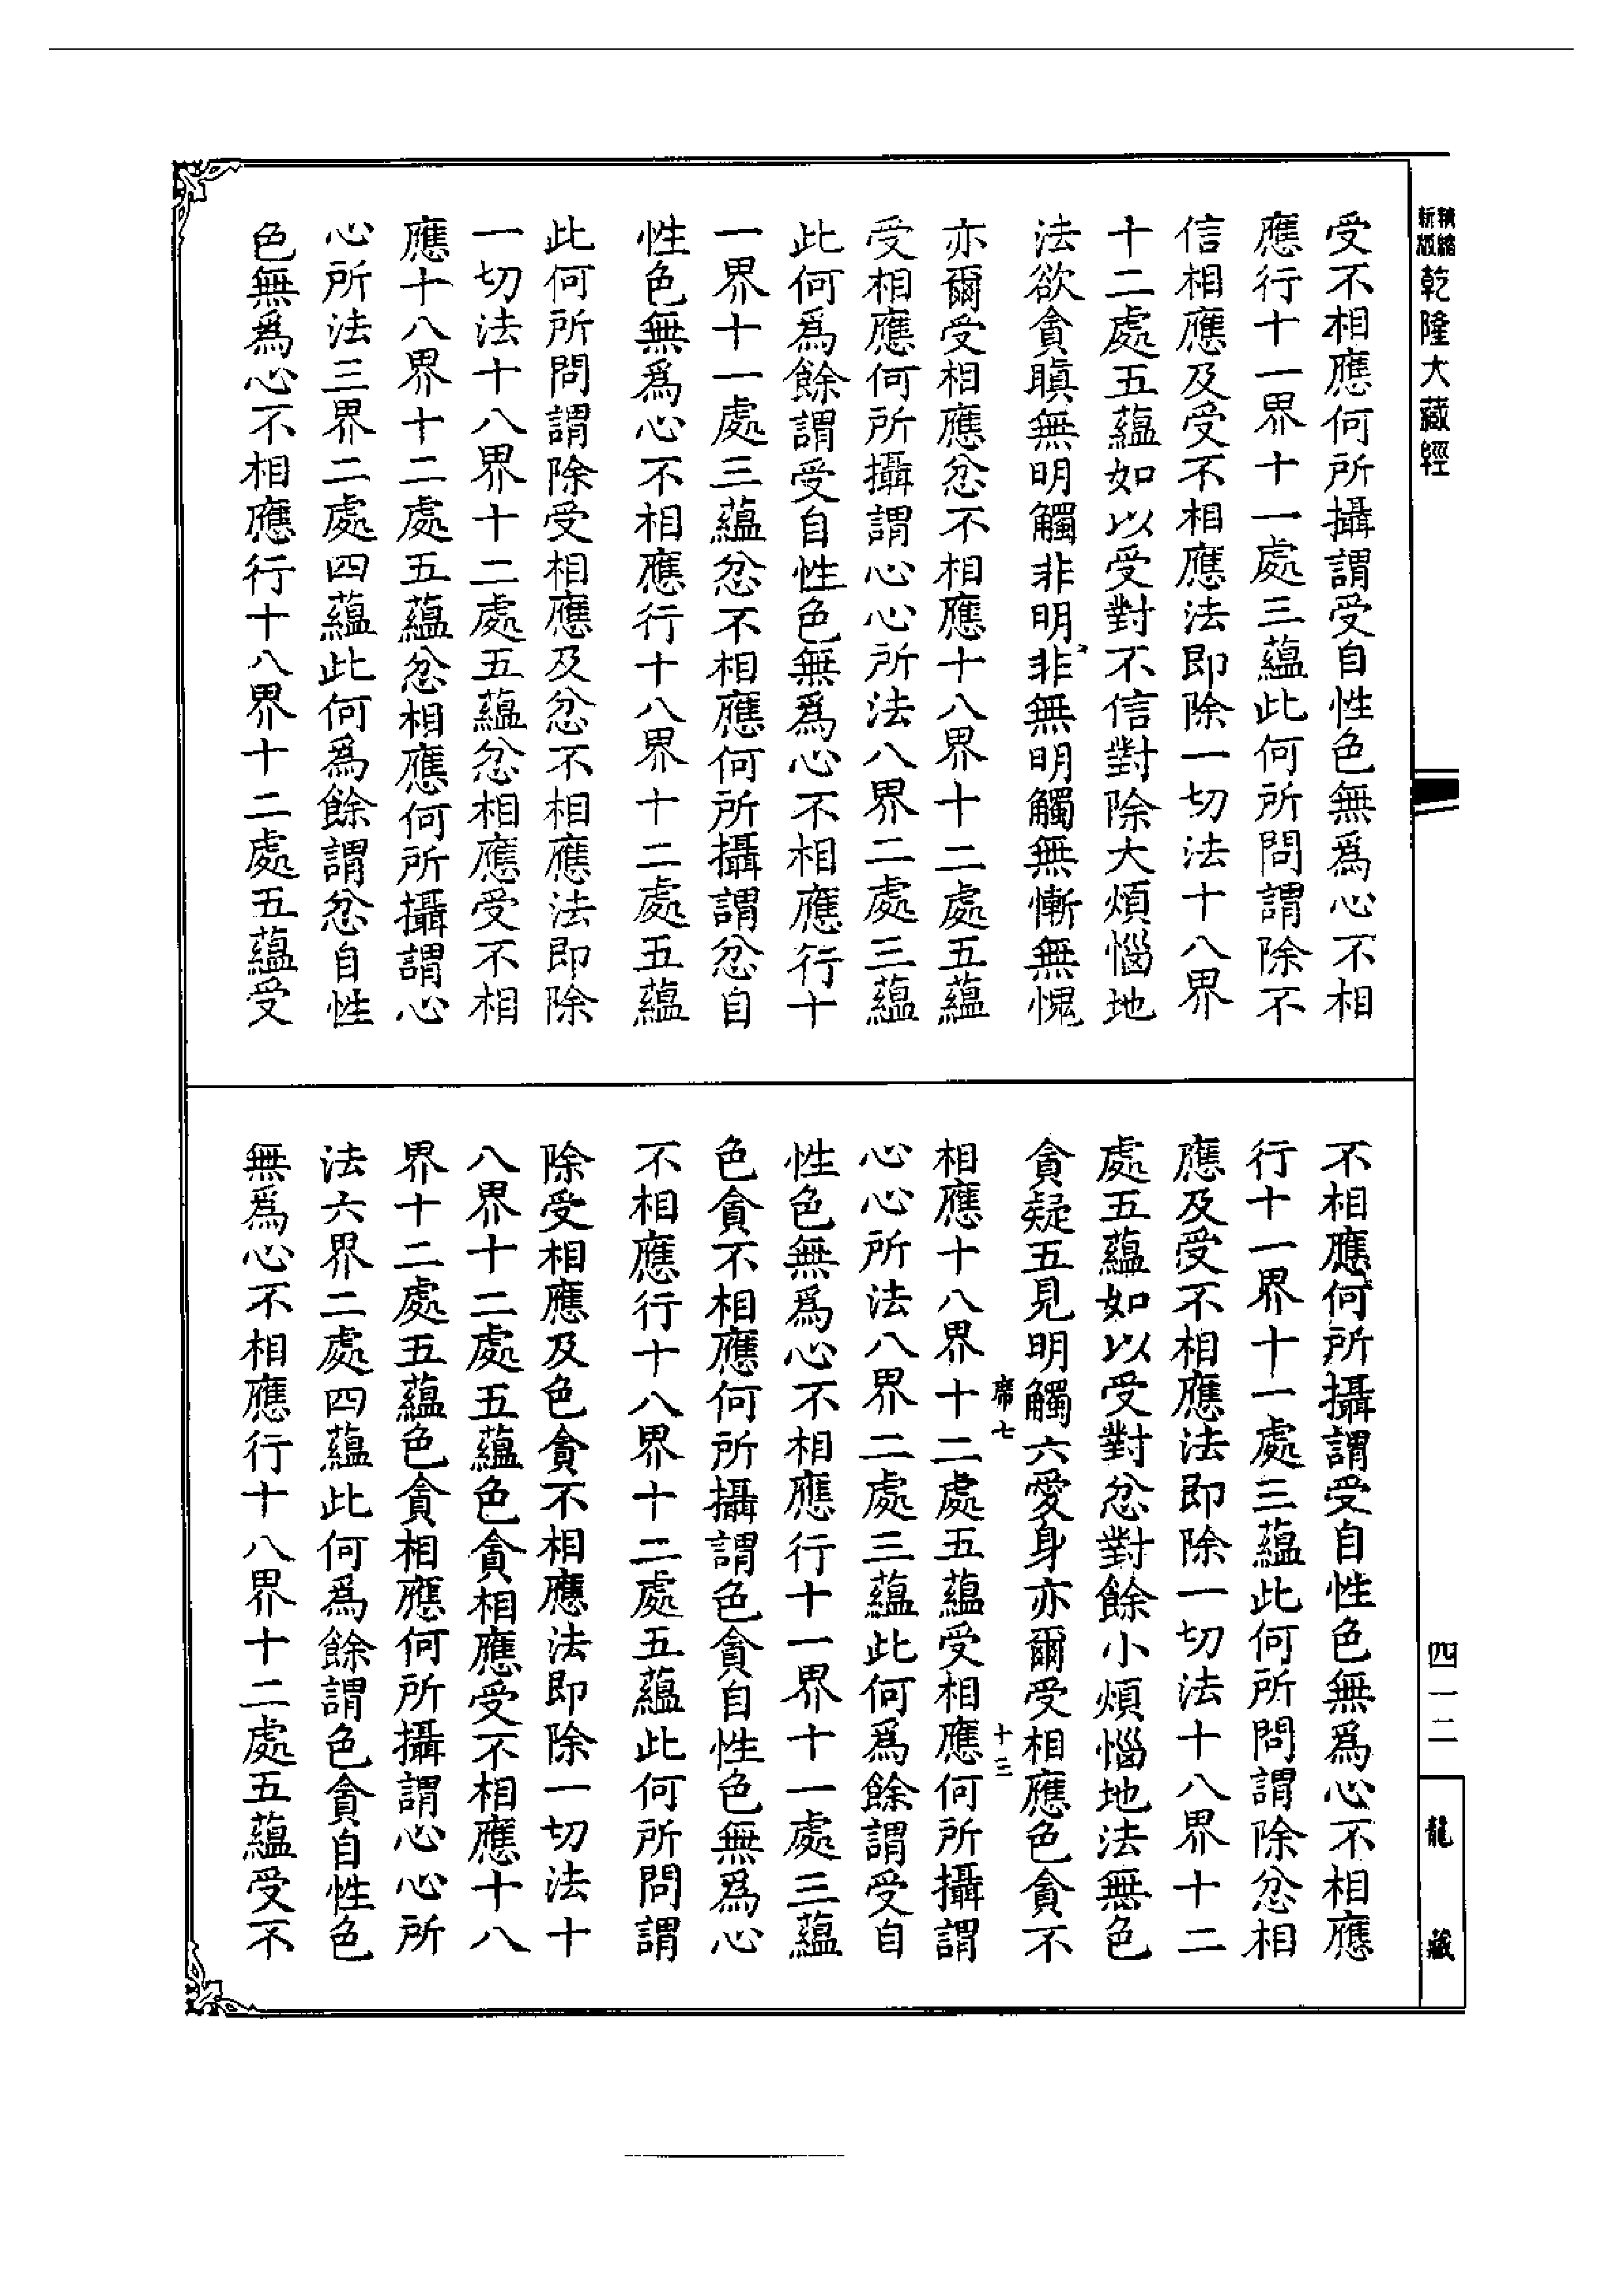 精縮新版乾隆大藏經
受不相應何所攝謂受自性色無爲心不相
應行十一界十一處三蘊此何所問謂除不
信相應及受不相應法即除一切法十八界
十二處五蘊如以受對不信對除大煩惱地
法欲貪瞋無明觸非明非無明觸無慚無愧
亦爾受相應忿不相應十八界十二處五蘊
受相應何所攝謂心心所法八界二處三蘊
此何爲餘謂受自性色無爲心不相應行十
一界十一處三蘊忿不相應何所攝謂忿自
性色無爲心不相應行十八界十二處五蘊
此何所問謂除受相應及忿不相應法即除
一切法十八界十二處五蘊忿相應受不相
應十八界十二處五蘊忿相應何所攝謂心
心所法三界二處四蘊此何爲餘謂忿自性
色無爲心不相應行十八界十二處五蘊受
不相應何所攝謂受自性色無爲心不相應
行十一界十一處三蘊此何所問謂除忿相
應及受不相應法即除一切法十八界十二
處五蘊如以受對忿對餘小煩惱地法無色
貪疑五見明觸六愛身亦爾受相應色貪不
席七 十三
相應十八界十二處五蘊受相應何所攝謂
心心所法八界二處三蘊此何爲餘謂受自
性色無爲心不相應行十一界十一處三蘊
色貪不相應何所攝謂色貪自性色無爲心
不相應行十八界十二處五蘊此何所問謂
除受相應及色貪不相應法即除一切法十
八界十二處五蘊色貪相應受不相應十八
界十二處五蘊色貪相應何所攝謂心心所
法六界二處四蘊此何爲餘謂色貪自性色
無爲心不相應行十八界十二處五蘊受不
四一二
龍藏